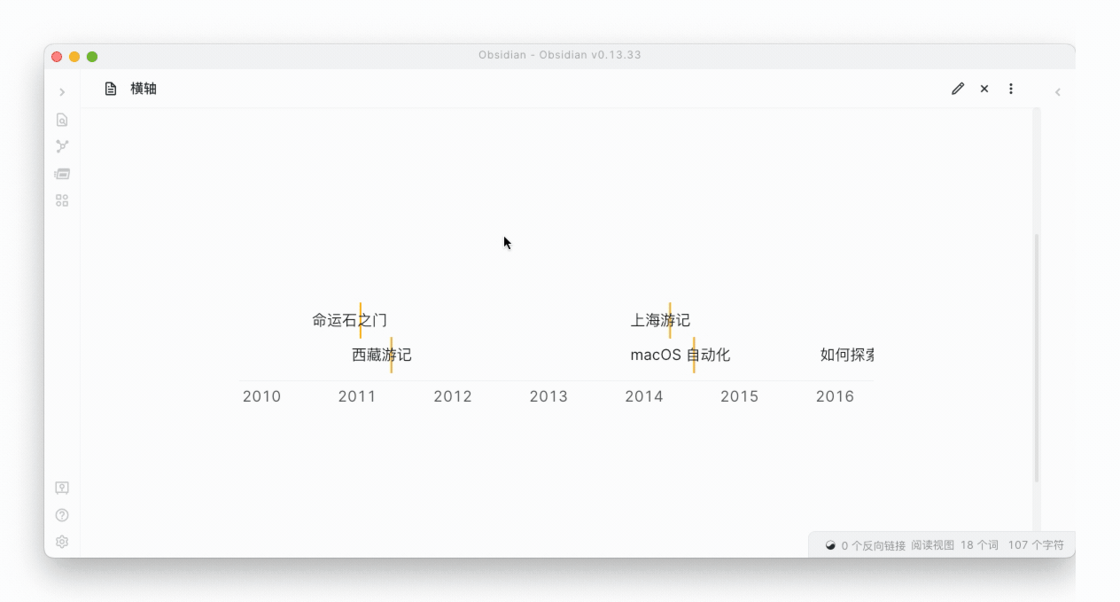 Obsidian - Obsidian v0.13.33
横轴
命运石之门 上海游记
西藏游记 macOS 自动化 如何探索
2010 2011 2012 2013 2014 2015 2016
0 个反向链接 阅读视图 18 个词 107 个字符